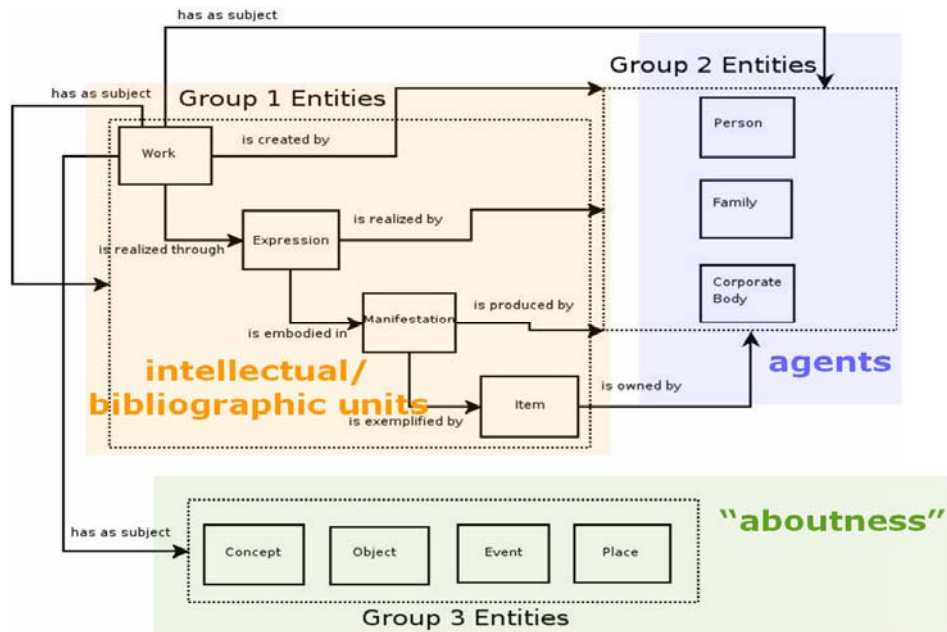 has as subject
Group 2 Entities
has as subject
Group 1 Entities
Person
is created by
Work
Family
is realized by
Expression
is realized through
Corporate
Body
is produced by
Manifestation
is embodied in
agents
intellectual/
bibliographic units
is owned by
Item
is exemplified by
"aboutness"
has as subject
Concept
Object
Event
Place
Group 3 Entities